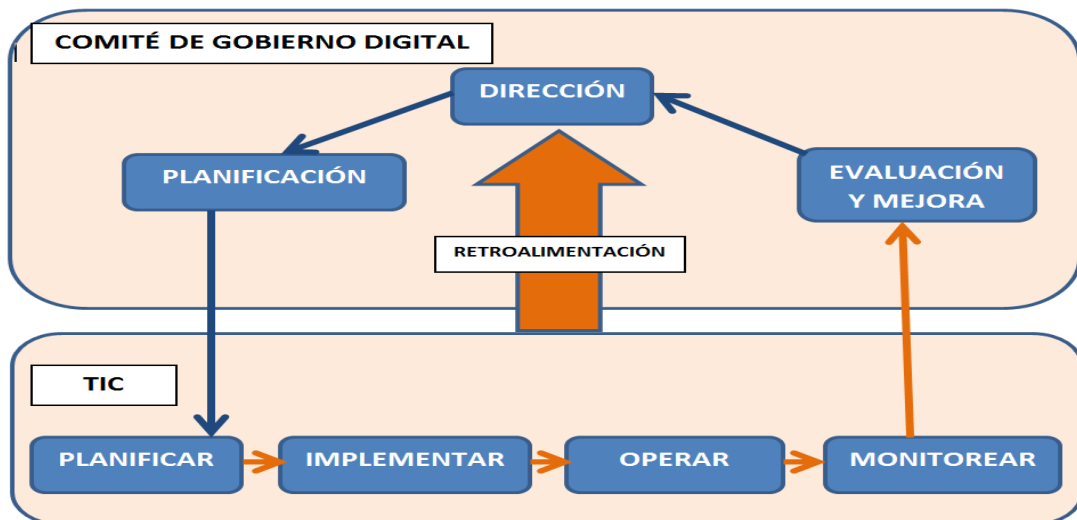 COMITÉ DE GOBIERNO DIGITAL
DIRECCIÓN
PLANIFICACIÓN
EVALUACIÓN
Y MEJORA
RETROALIMENTACIÓN
TIC
PLANIFICAR
IMPLEMENTAR
OPERAR
MONITOREAR